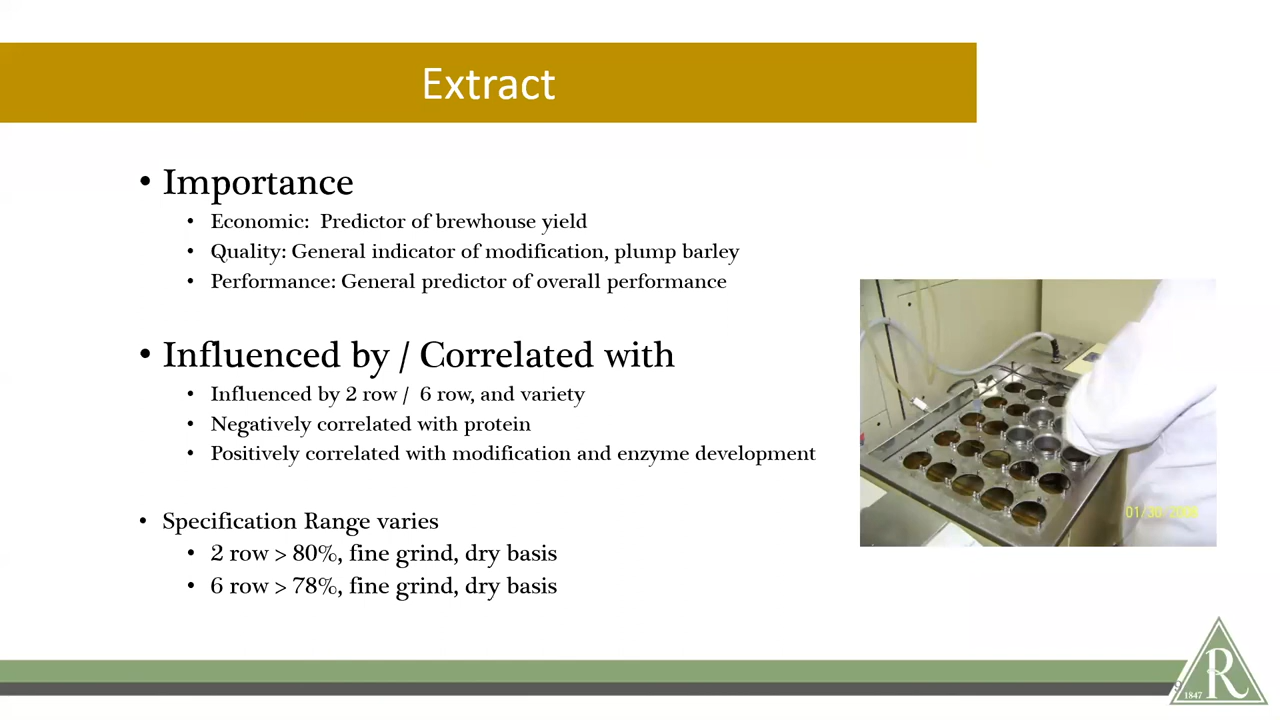 Extract
• Importance
• Economic: Predictor of brewhouse yield
• Quality: General indicator of modification, plump barley
• Performance: General predictor of overall performance
• Influenced by / Correlated with
• Influenced by 2 row / 6 row, and variety
• Negatively correlated with protein
• Positively correlated with modification and enzyme development
• Specification Range varies
• 2 row > 80%, fine grind, dry basis
• 6 row > 78%, fine grind, dry basis
9
1847
R